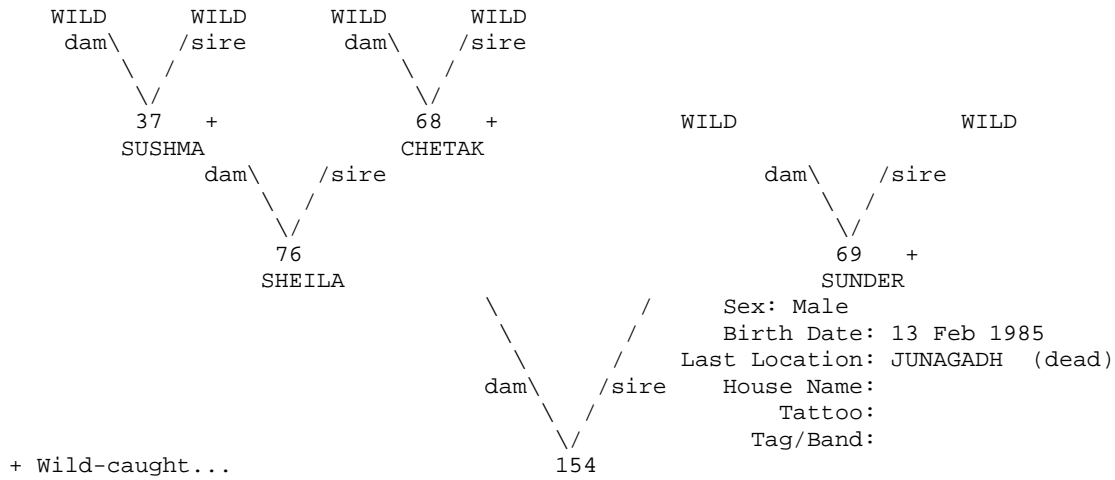 WILD WILD WILD WILD
dam\ /sire dam\ /sire
\ / \ /
\/ \/
37 + 68 + WILD WILD
SUSHMA CHETAK
dam\ /sire dam\ /sire
\ / \ /
\/ \/
76 69 +
SHEILA SUNDER
\ / Sex: Male
\ / Birth Date: 13 Feb 1985
\ / Last Location: JUNAGADH (dead)
dam\ /sire House Name:
\ / Tattoo:
\/ Tag/Band:
+ Wild-caught... 154